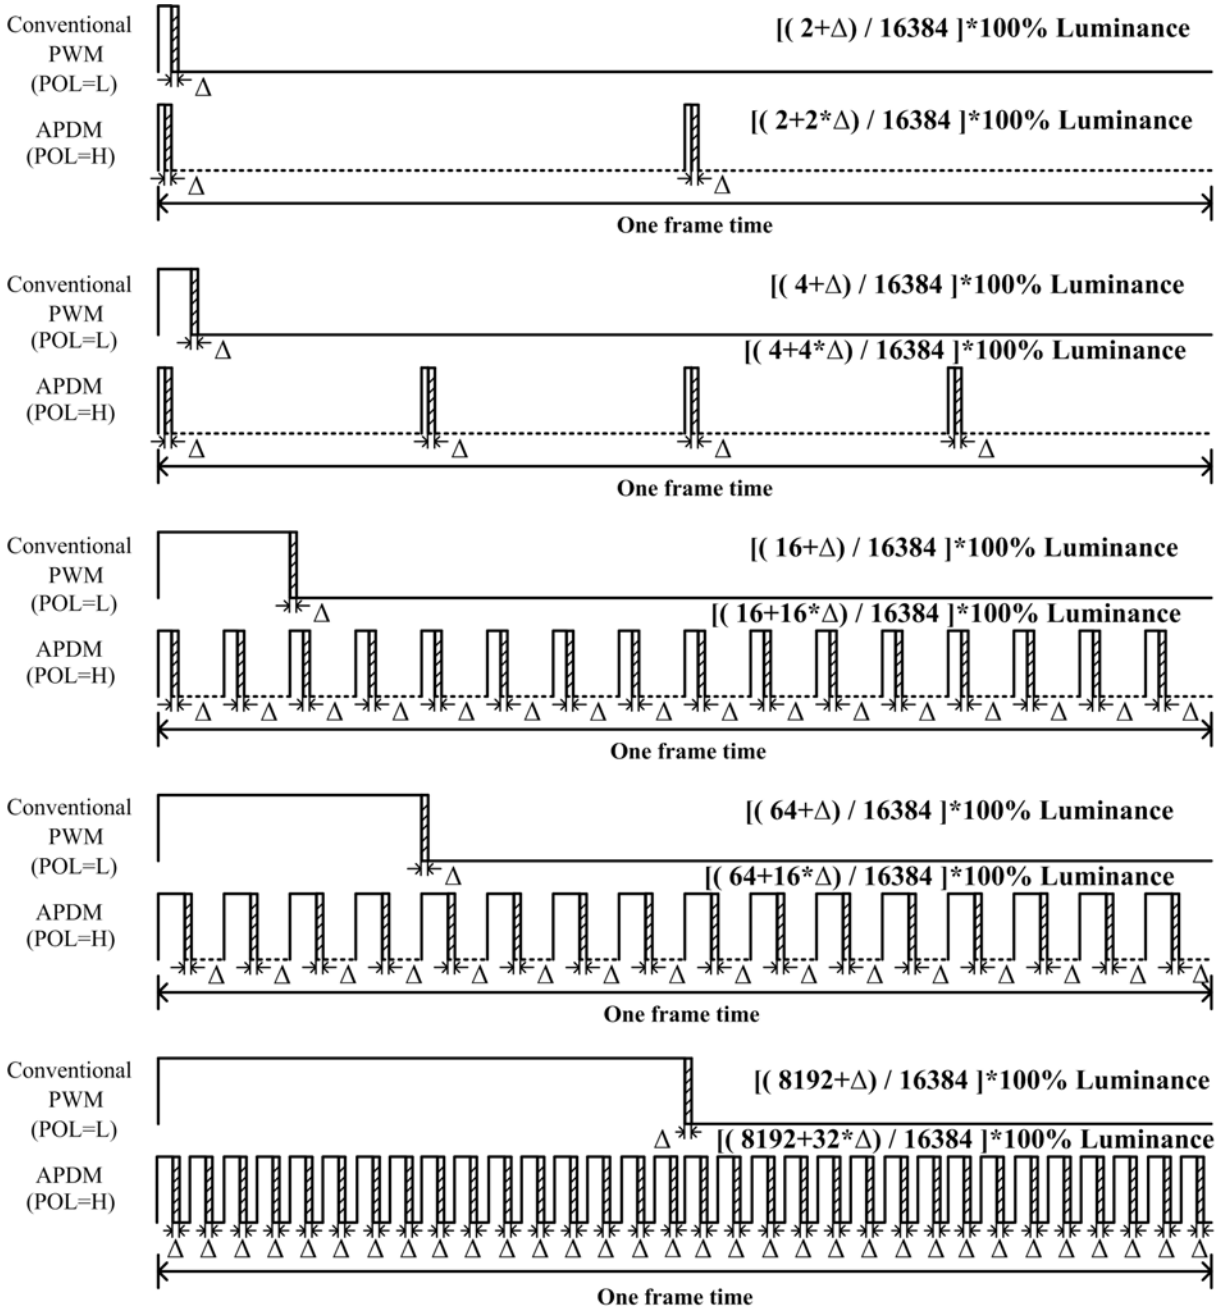 Conventional
PWM
(POL=L)
[( 2+Δ) / 16384 ]*100% Luminance
Δ
APDM
(POL=H)
[( 2+2*Δ) / 16384 ]*100% Luminance
Δ Δ
One frame time
Conventional
PWM
(POL=L)
[( 4+Δ) / 16384 ]*100% Luminance
Δ
APDM
(POL=H)
[( 4+4*Δ) / 16384 ]*100% Luminance
Δ Δ Δ Δ
One frame time
Conventional
PWM
(POL=L)
[( 16+Δ) / 16384 ]*100% Luminance
Δ
APDM
(POL=H)
[( 16+16*Δ) / 16384 ]*100% Luminance
Δ Δ Δ Δ Δ Δ Δ Δ Δ Δ Δ Δ Δ Δ Δ Δ
One frame time
Conventional
PWM
(POL=L)
[( 64+Δ) / 16384 ]*100% Luminance
Δ
APDM
(POL=H)
[( 64+16*Δ) / 16384 ]*100% Luminance
Δ Δ Δ Δ Δ Δ Δ Δ Δ Δ Δ Δ Δ Δ Δ Δ
One frame time
Conventional
PWM
(POL=L)
[( 8192+Δ) / 16384 ]*100% Luminance
Δ
APDM
(POL=H)
[( 8192+32*Δ) / 16384 ]*100% Luminance
Δ Δ Δ Δ Δ Δ Δ Δ Δ Δ Δ Δ Δ Δ Δ Δ Δ Δ Δ Δ Δ Δ Δ Δ Δ Δ Δ Δ Δ Δ Δ Δ
One frame time